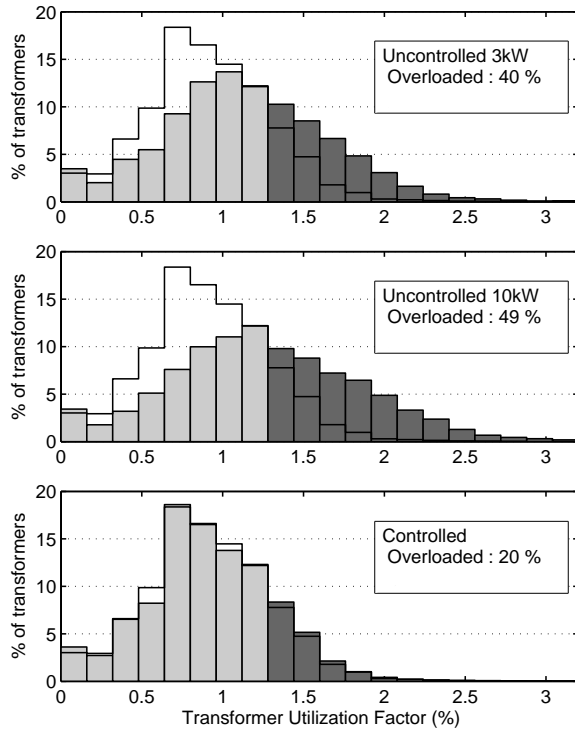 20
15
10
5
0
% of transformers
Uncontrolled 3kW
Overloaded : 40 %
0 0.5 1 1.5 2 2.5 3
20
15
10
5
0
% of transformers
Uncontrolled 10kW
Overloaded : 49 %
0 0.5 1 1.5 2 2.5 3
20
15
10
5
0
% of transformers
Controlled
Overloaded : 20 %
0 0.5 1 1.5 2 2.5 3
Transformer Utilization Factor (%)